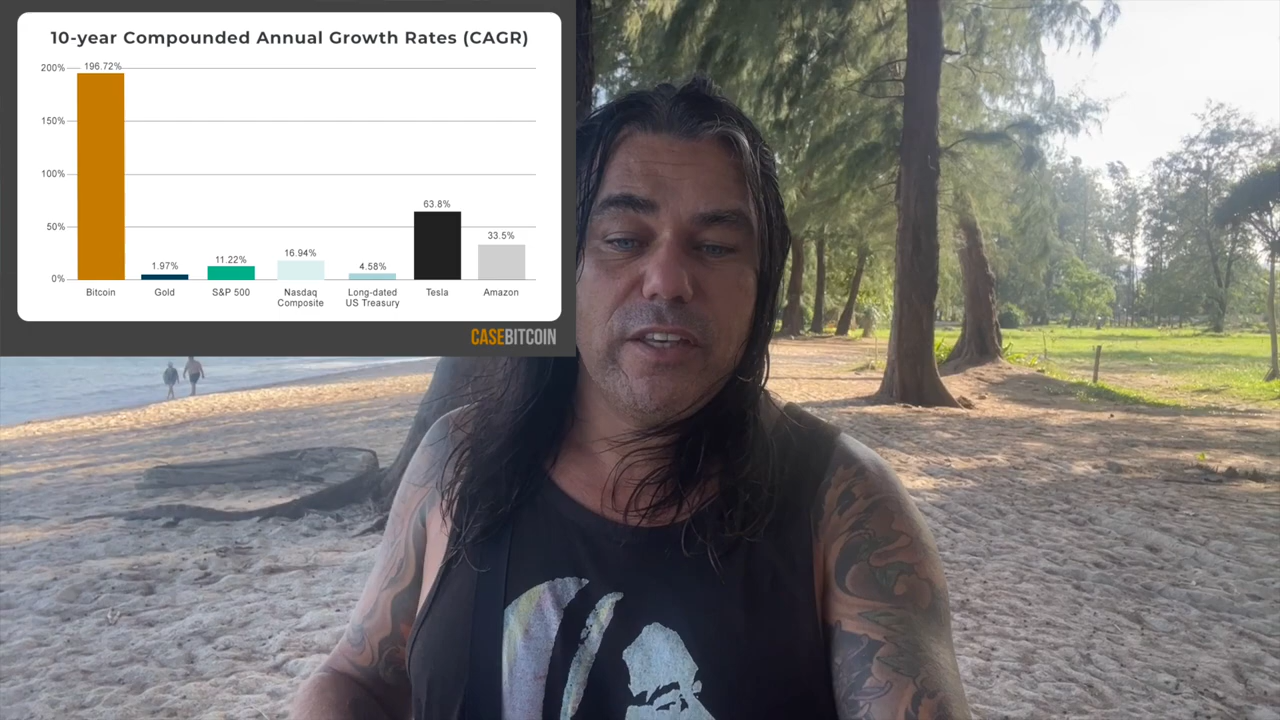 10-year Compounded Annual Growth Rates (CAGR)
200%
196.72%
150%
100%
63.8%
50%
33.5%
16.94%
11.22%
4.58%
1.97%
0%
Bitcoin
Gold
S&P 500
Nasdaq
Composite
Long-dated
US Treasury
Tesla
Amazon
CASEBITCOIN